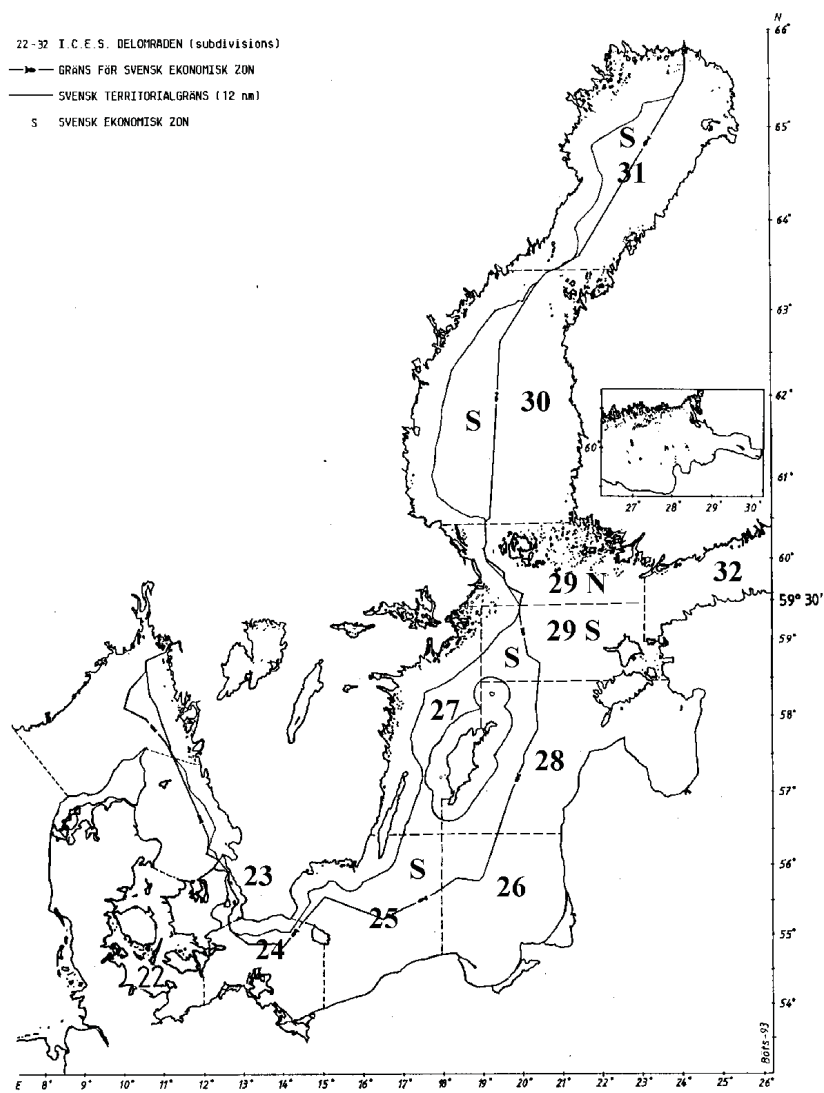 22-32 I.C.E.S. DELOMRADEN (subdivisions)
GRÄNS FÖR SVENSK EKONOMISK ZON
SVENSK TERRITORIALGRÄNS (12 nm)
S SVENSK EKONOMISK ZON
N
66°
65°
S
31
64°
63°
62°
30
S
60
61°
27° 28° 29° 30°
60°
32
29 N
59° 30'
29 S
59°
S
27
58°
28
57°
56°
S
23
26
25
55°
24
22
54°
Båts-93
E 8° 9° 10° 11° 12° 13° 14° 15° 16° 17° 18° 19° 20° 21° 22° 23° 24° 25° 26°